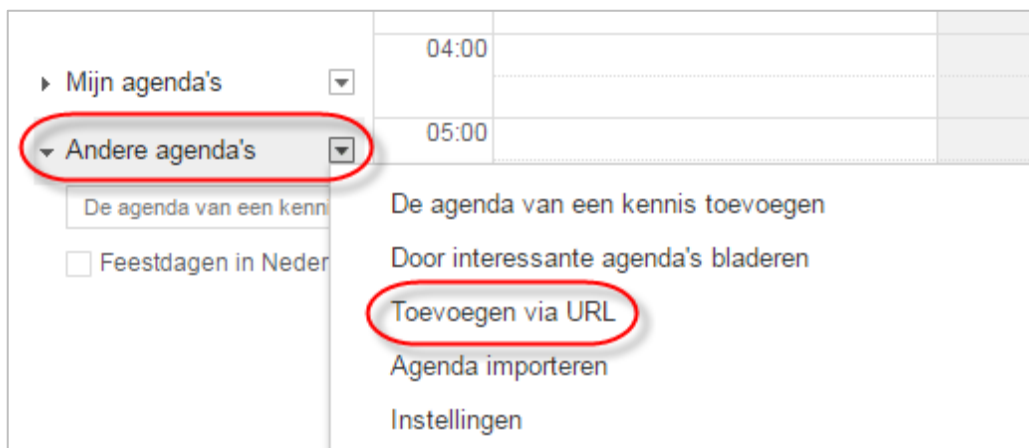 04:00
Mijn agenda's
Andere agenda's
05:00
De agenda van een kenni
Feestdagen in Neder
De agenda van een kennis toevoegen
Door interessante agenda's bladeren
Toevoegen via URL
Agenda importeren
Instellingen